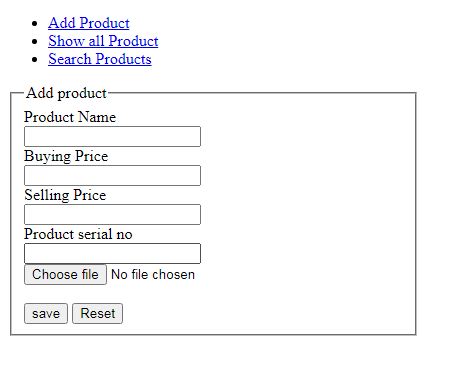 Add Product
Show all Product
Search Products
Add product
Product Name
Buying Price
Selling Price
Product serial no
Choose file No file chosen
save Reset